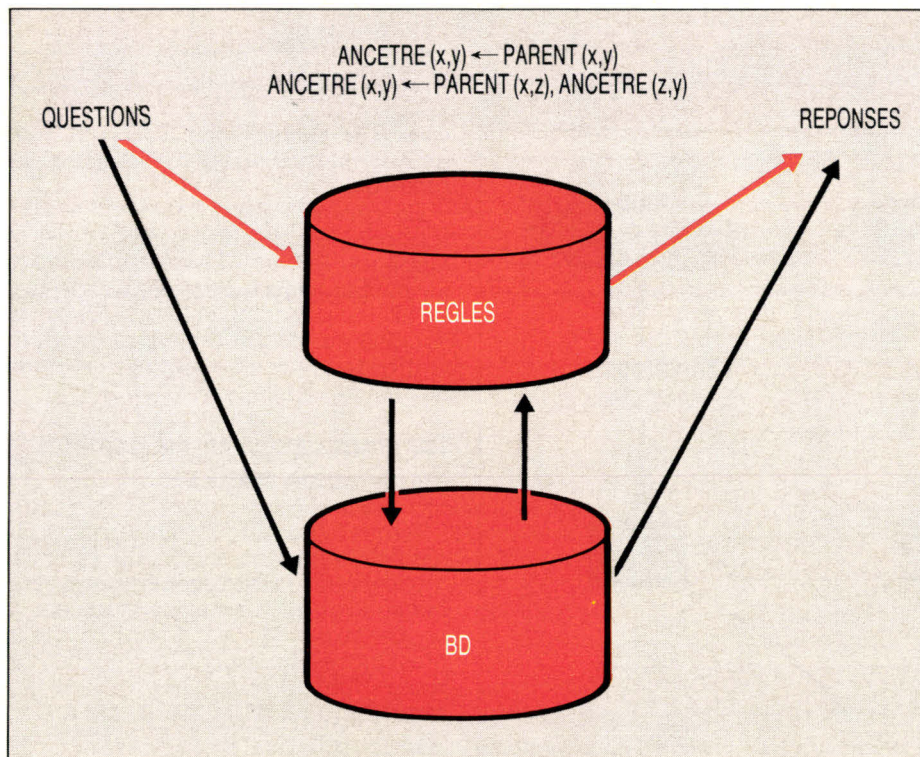 ANCETRE (x,y) ← PARENT (x,y)
ANCETRE (x,y) ← PARENT (x,z), ANCETRE (z,y)
QUESTIONS
REPONSES
REGLES
BD